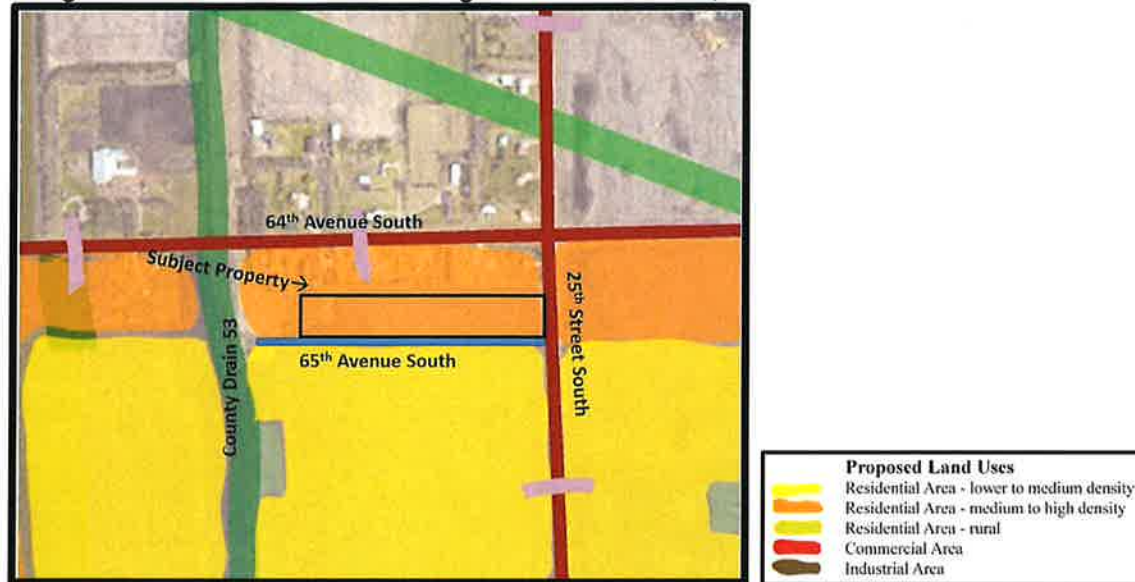 64th Avenue South
Subject Property→
25th Street South
65th Avenue South
County Drain 53
Proposed Land Uses
Residential Area - lower to medium density
Residential Area - medium to high density
Residential Area - rural
Commercial Area
Industrial Area